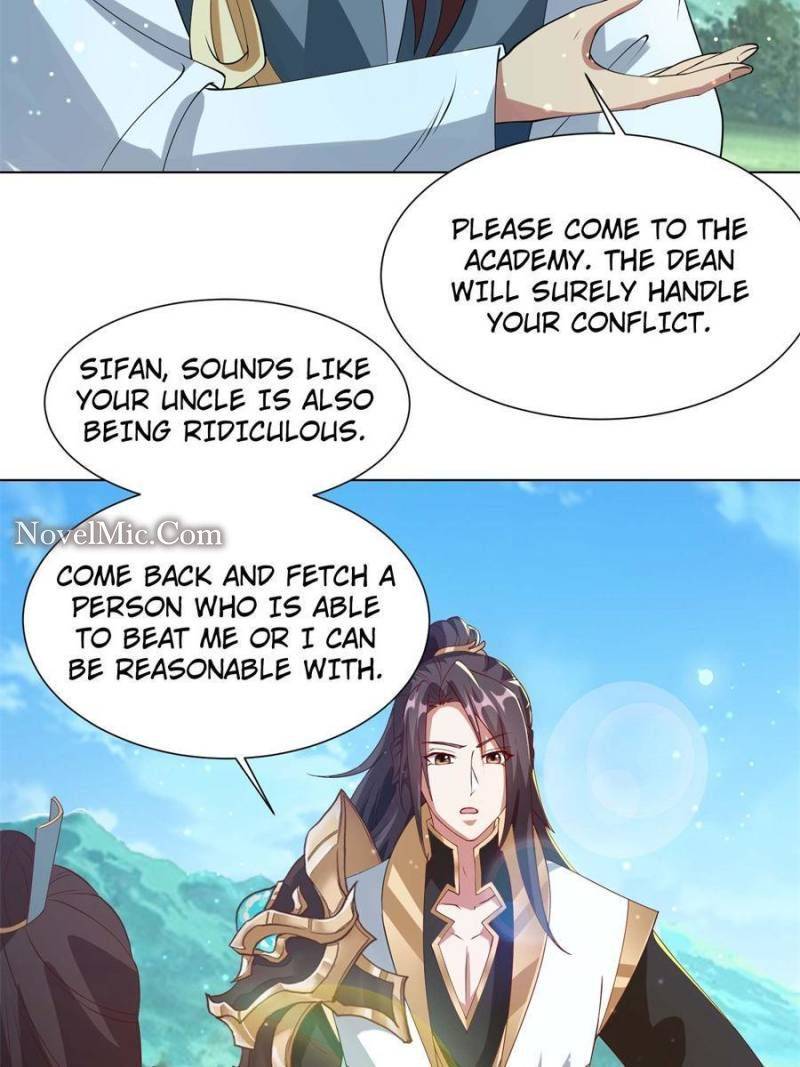 PLEASE COME TO THE
ACADEMY. THE DEAN
WILL SURELY HANDLE
YOUR CONFLICT.
SIFAN, SOUNDS LIKE
YOUR UNCLE IS ALSO
BEING RIDICULOUS.
NovelMic.Com
COME BACK AND FETCH A
PERSON WHO IS ABLE
TO BEAT ME OR I CAN
BE REASONABLE WITH.